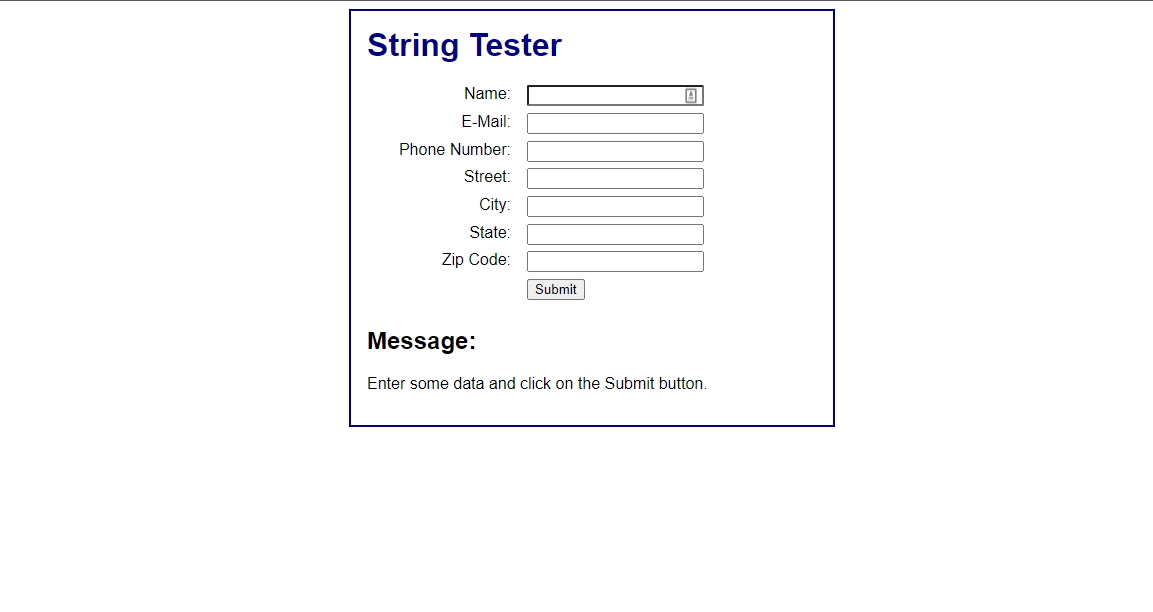 String Tester
Name:
E-Mail:
Phone Number:
Street:
City:
State:
Zip Code:
Submit
Message:
Enter some data and click on the Submit button.